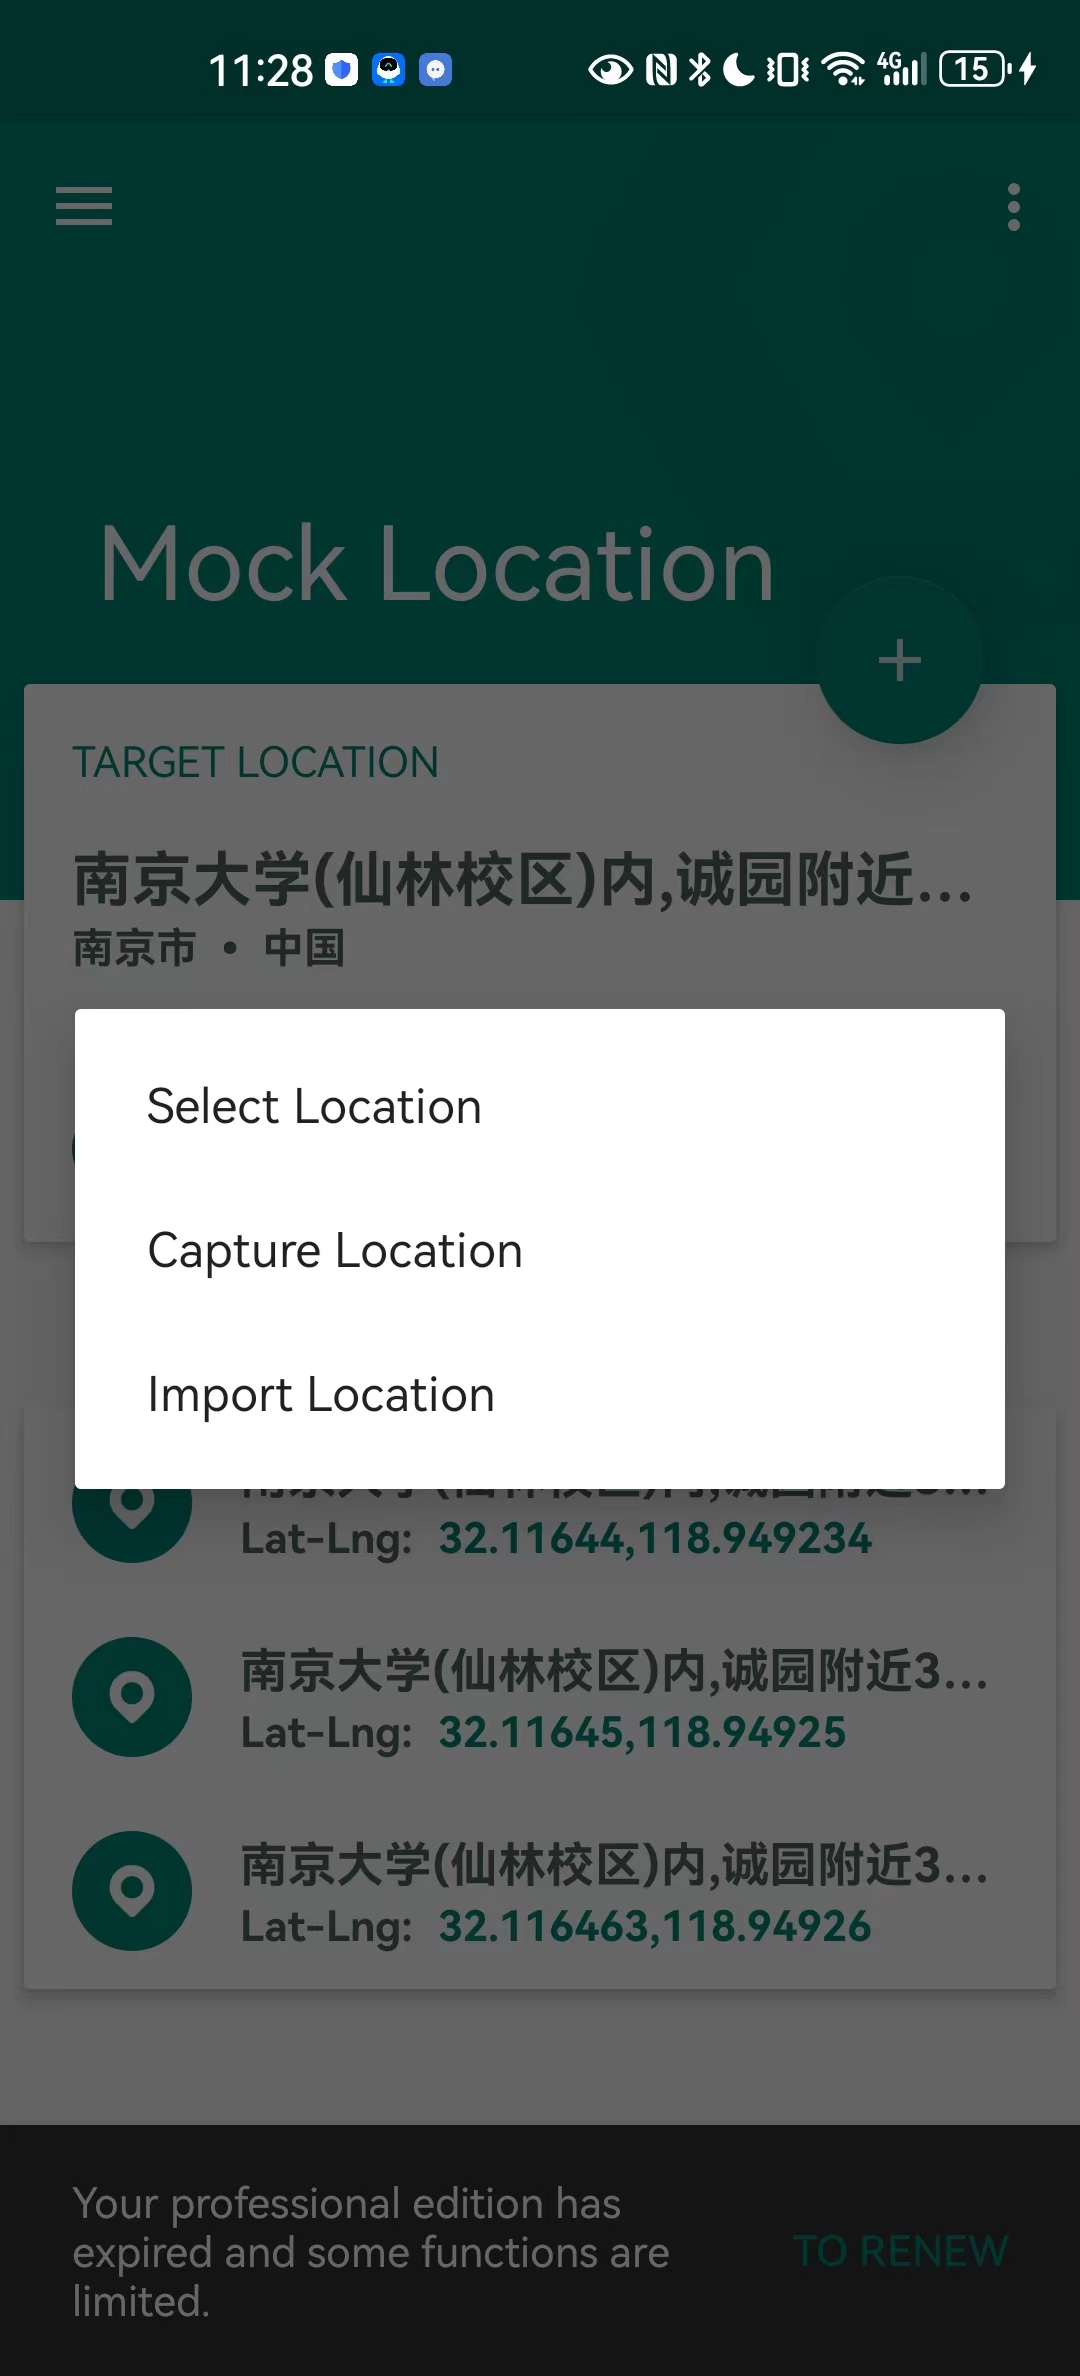 11:28
4G
15
Mock Location
TARGET LOCATION
南京大学(仙林校区)内,诚园附近...
南京市 • 中国
Select Location
Capture Location
Import Location
Lat-Lng: 32.11644,118.949234
南京大学(仙林校区)内,诚园附近3...
Lat-Lng: 32.11645,118.94925
南京大学(仙林校区)内,诚园附近3...
Lat-Lng: 32.116463,118.94926
Your professional edition has
expired and some functions are
limited.
TO RENEW